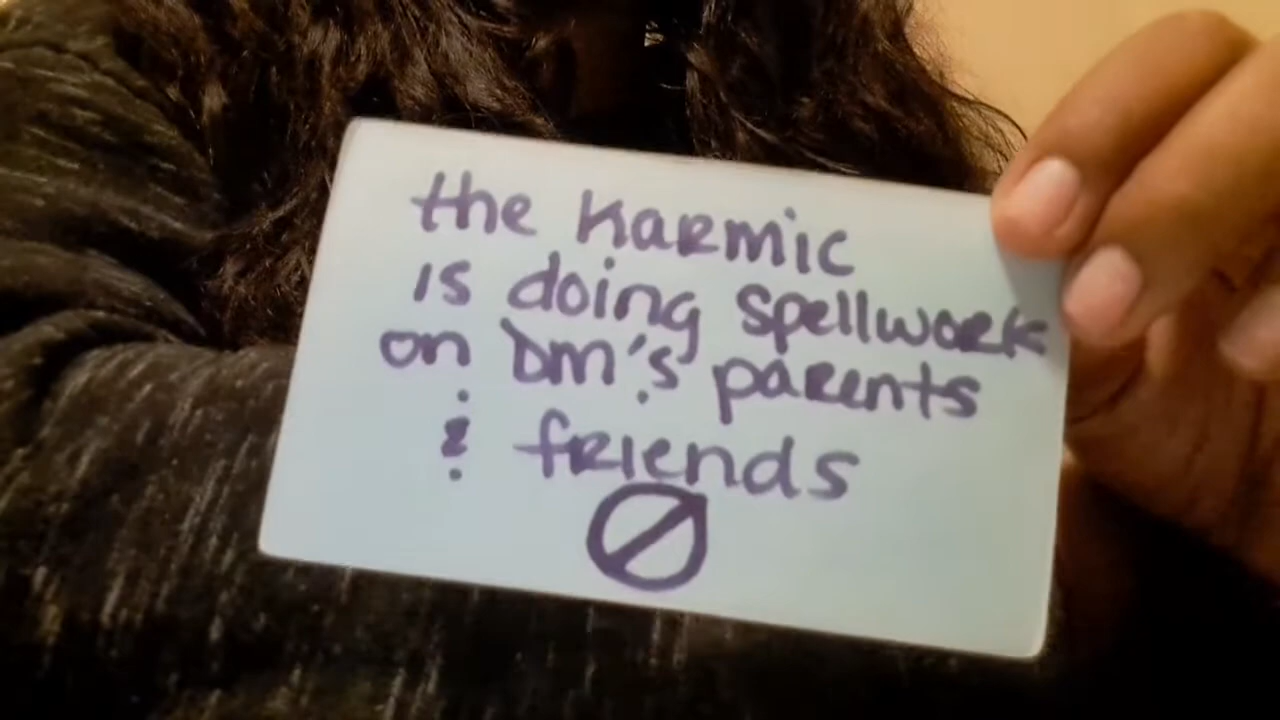 the karmic
is doing spellwork
on DM's parents
& friends